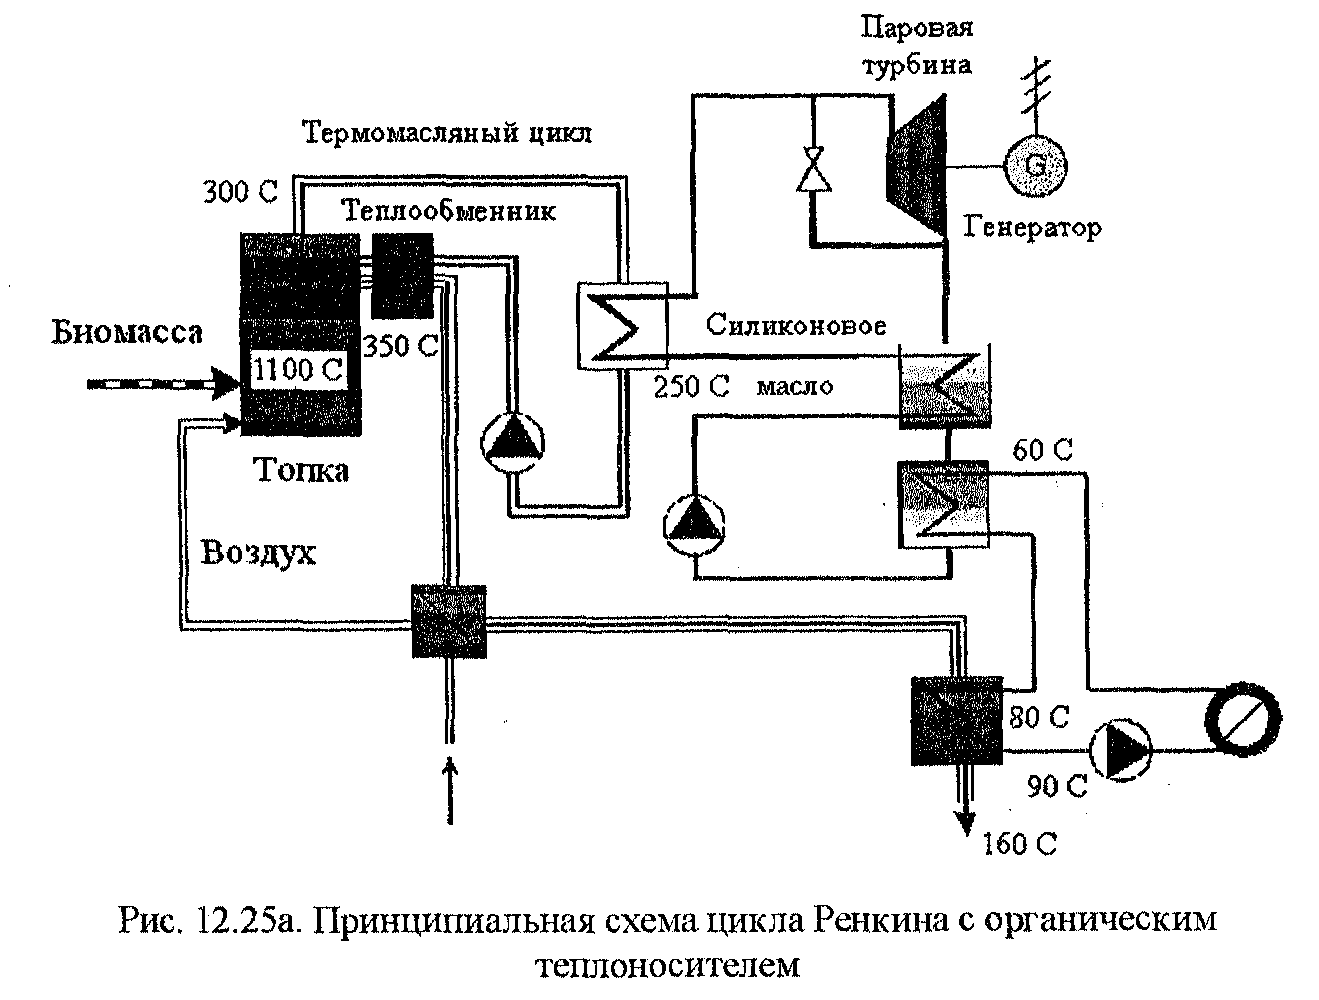 Паровая
турбина
Термомасляный цикл
300 С
G
Теплообменник
Генератор
Биомасса
350 С
Силиконовое
1100 С
250 С масло
60 С
Топка
Воздух
80 С
90 С
160 С
Рис. 12.25а. Принципиальная схема цикла Ренкина с органическим
теплоносителем